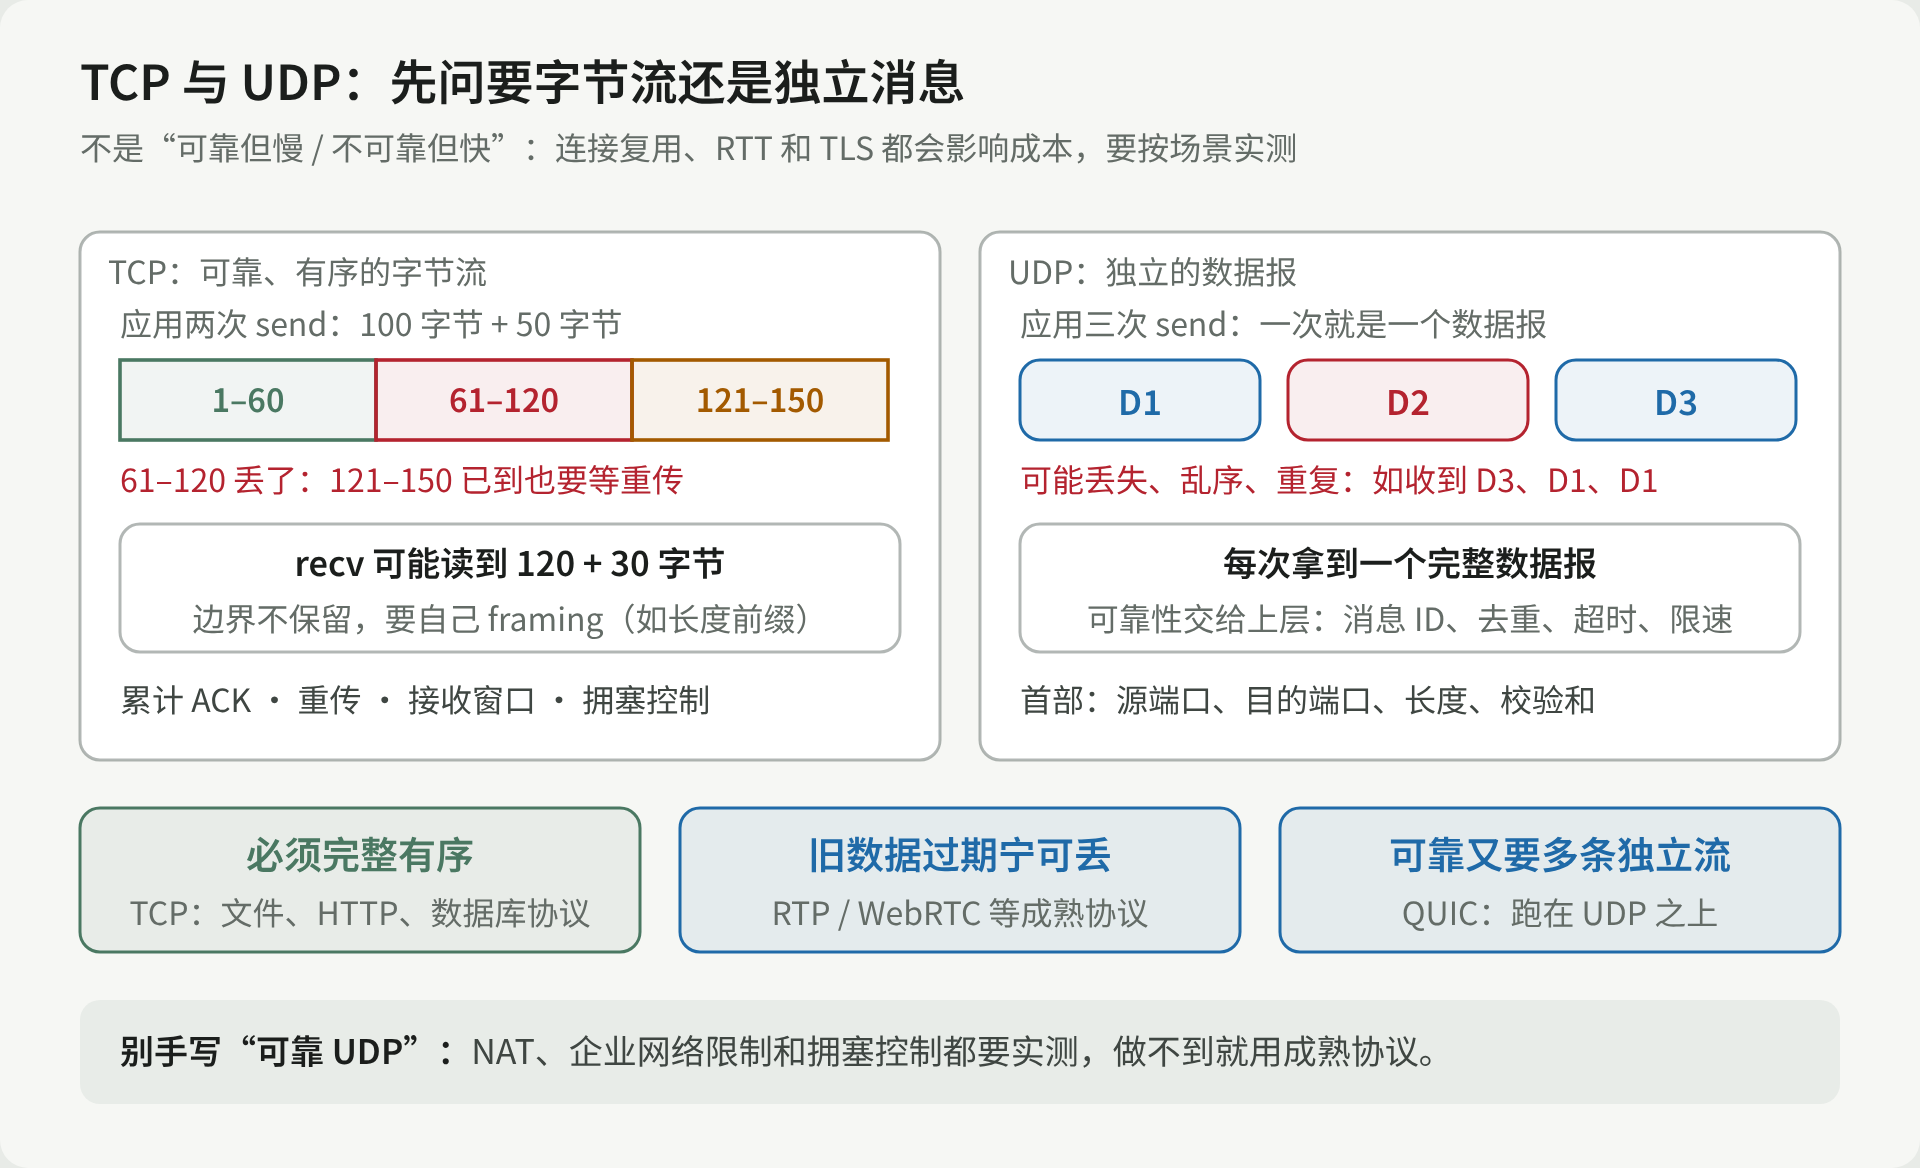 TCP 与 UDP：先问要字节流还是独立消息
不是“可靠但慢 / 不可靠但快”：连接复用、RTT 和 TLS 都会影响成本，要按场景实测
TCP：可靠、有序的字节流
应用两次 send：100 字节 + 50 字节
1–60
61–120
121–150
61–120 丢了：121–150 已到也要等重传
recv 可能读到 120 + 30 字节
边界不保留，要自己 framing（如长度前缀）
累计 ACK · 重传 · 接收窗口 · 拥塞控制
UDP：独立的数据报
应用三次 send：一次就是一个数据报
D1
D2
D3
可能丢失、乱序、重复：如收到 D3、D1、D1
每次拿到一个完整数据报
可靠性交给上层：消息 ID、去重、超时、限速
首部：源端口、目的端口、长度、校验和
必须完整有序
TCP：文件、HTTP、数据库协议
旧数据过期宁可丢
RTP / WebRTC 等成熟协议
可靠又要多条独立流
QUIC：跑在 UDP 之上
别手写“可靠 UDP”：NAT、企业网络限制和拥塞控制都要实测，做不到就用成熟协议。